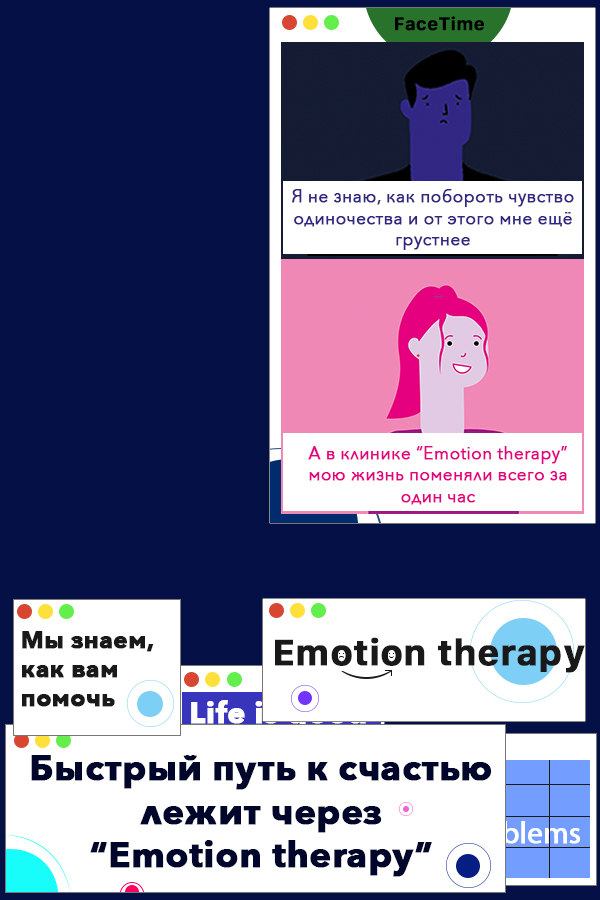 FaceTime
Я не знаю, как побороть чувство
одиночества и от этого мне ещё
грустнее
А в клинике “Emotion therapy”
мою жизнь поменяли всего за
один час
Мы знаем,
как вам
помочь
Emotion therapy
Life is
Быстрый путь к счастью
лежит через
“Emotion therapy”